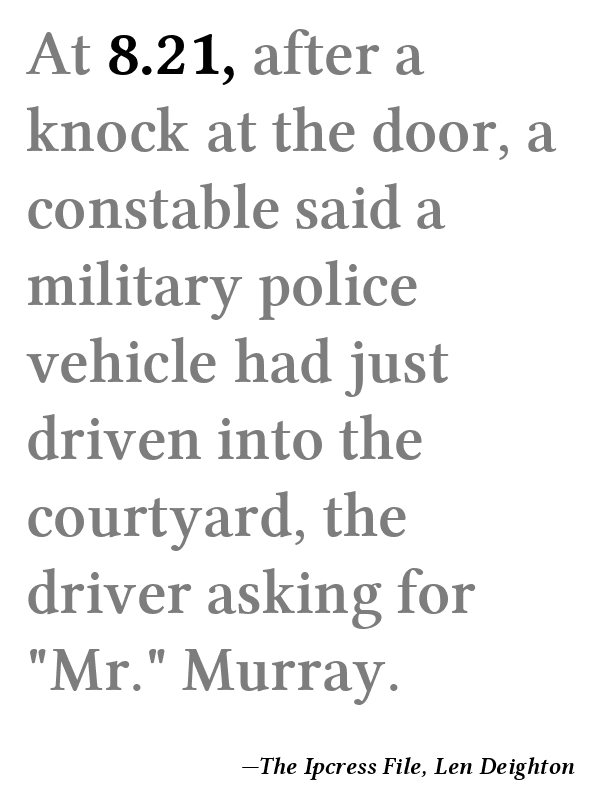 At 8.21, after a
knock at the door, a
constable said a
military police
vehicle had just
driven into the
courtyard, the
driver asking for
"Mr." Murray.
—The Ipcress File, Len Deighton